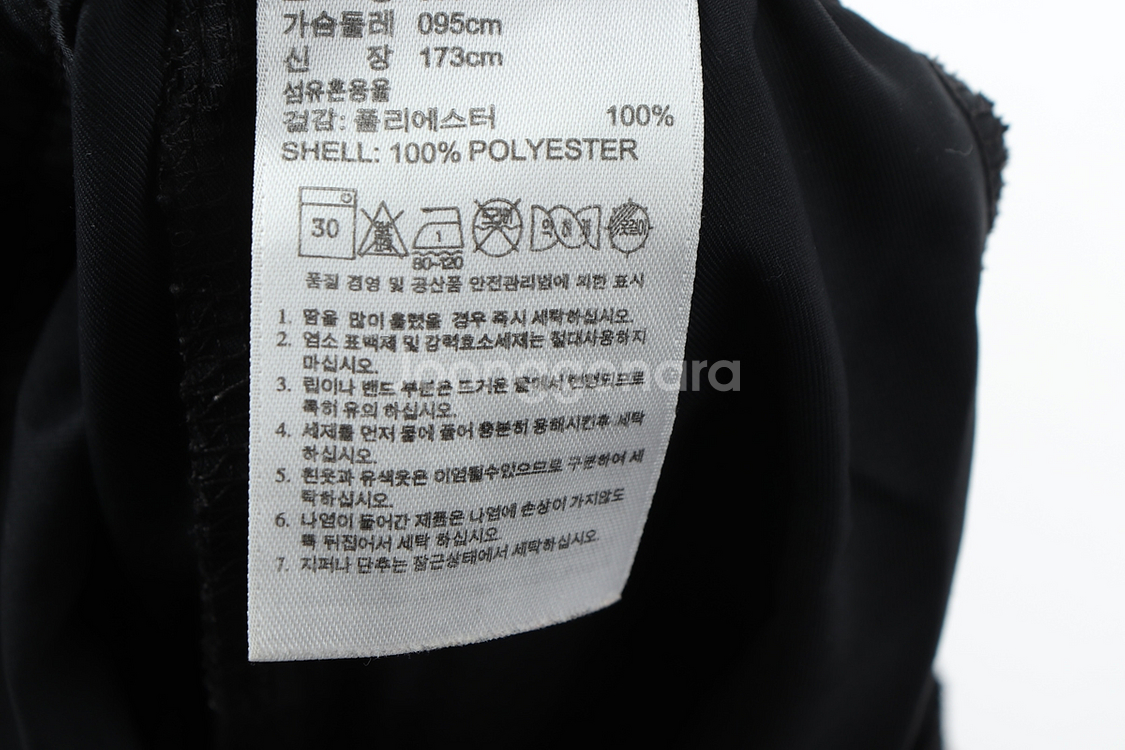 가슴둘레 095cm
신 장 173cm
섬유혼용율
겉감: 폴리에스터 100%
SHELL: 100% POLYESTER
30
1
80~120
품질 경영 및 공산품 안전관리법에 의한 표시
1. 땀을 많이 흘렸을 경우 즉시 세탁하십시오.
2. 염소 표백제 및 강력효소세제는 절대사용하지
마십시오.
3. 립이나 밴드 부분은 뜨거운 물에서 변형되므로
특히 유의 하십시오.
4. 세제를 먼저 물에 풀어 충분히 용해시킨후 세탁
하십시오.
5. 흰옷과 유색옷은 이염될수있으므로 구분하여 세
탁하십시오.
6. 나염이 들어간 제품은 나염에 손상이 가지않도
록 뒤집어서 세탁 하십시오.
7. 지퍼나 단추는 잠근상태에서 세탁하십시오.